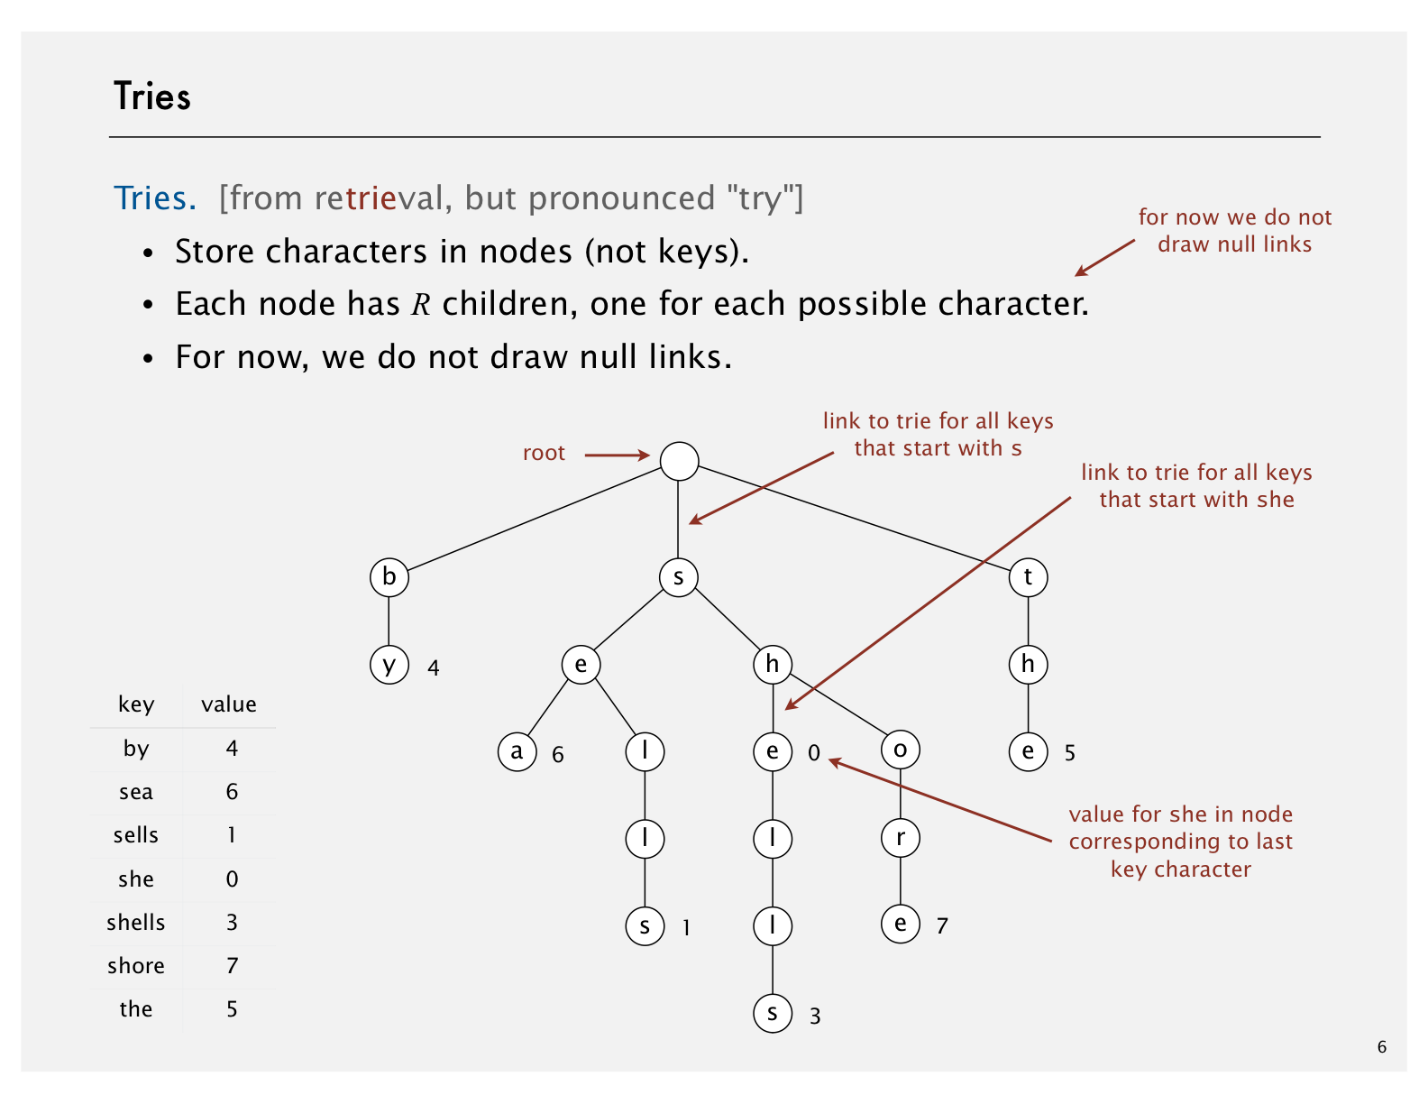 Tries
Tries. [from retrieval, but pronounced "try"]
for now we do not
draw null links
• Store characters in nodes (not keys).
• Each node has R children, one for each possible character.
• For now, we do not draw null links.
link to trie for all keys
that start with s
root
link to trie for all keys
that start with she
b s t
y 4 e h h
a 6 l e 0 o e 5
l l r
s 1 l e 7
s 3
value for she in node
corresponding to last
key character
key value
by 4
sea 6
sells 1
she 0
shells 3
shore 7
the 5
6